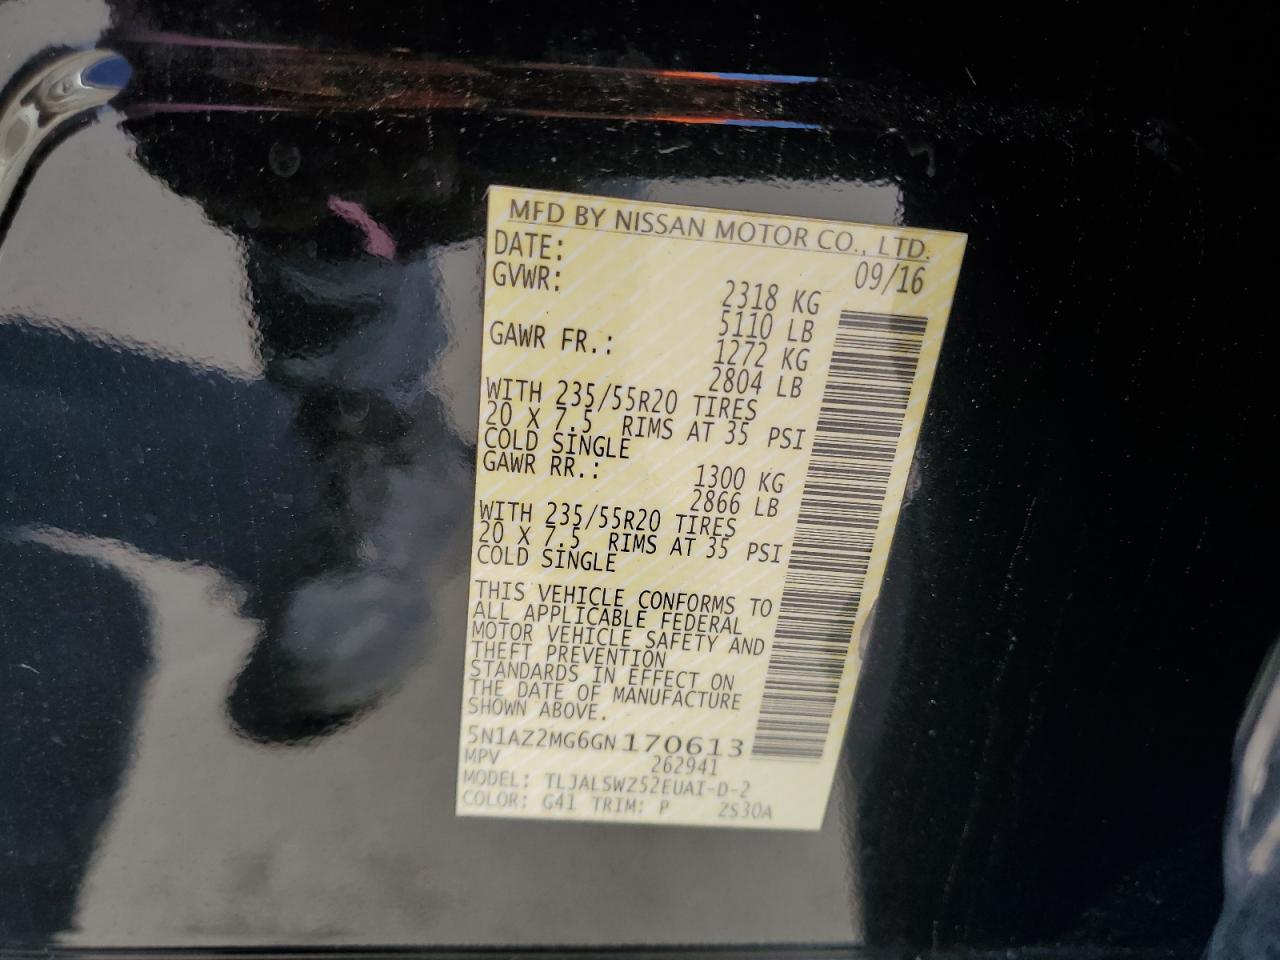 MFD BY NISSAN MOTOR CO., LTD.
DATE: 09/16
GVWR: 2318 KG
5110 LB
GAWR FR.: 1272 KG
2804 LB
WITH 235/55R20 TIRES
20 X 7.5 RIMS AT 35 PSI
COLD SINGLE
GAWR RR.: 1300 KG
2866 LB
WITH 235/55R20 TIRES
20 X 7.5 RIMS AT 35 PSI
COLD SINGLE
THIS VEHICLE CONFORMS TO
ALL APPLICABLE FEDERAL
MOTOR VEHICLE SAFETY AND
THEFT PREVENTION
STANDARDS IN EFFECT ON
THE DATE OF MANUFACTURE
SHOWN ABOVE.
5N1AZ2MG6GN170613
MPV 262941
MODEL: TLJALSWZ52EUAI-D-2
COLOR: G41 TRIM: P ZS30A